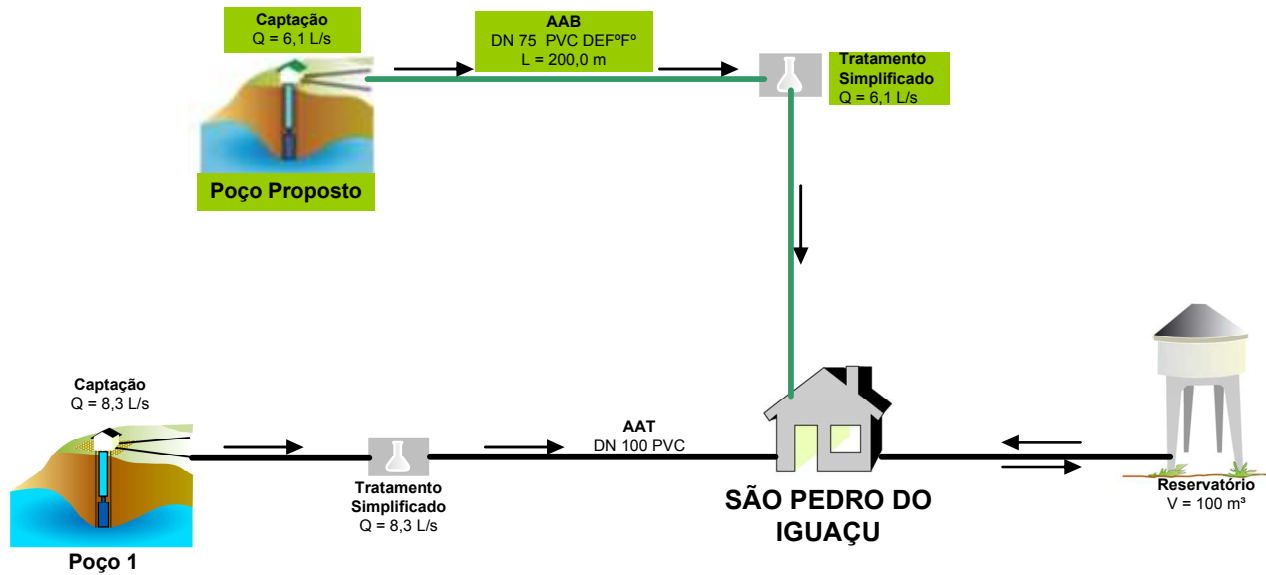 Captação
Q = 6,1 L/s
AAB
DN 75 PVC DEFºFº
L = 200,0 m
Tratamento
Simplificado
Q = 6,1 L/s
Poço Proposto
Captação
Q = 8,3 L/s
AAT
DN 100 PVC
Tratamento
Simplificado
Q = 8,3 L/s
Poço 1
SÃO PEDRO DO
IGUAÇU
Reservatório
V = 100 m³